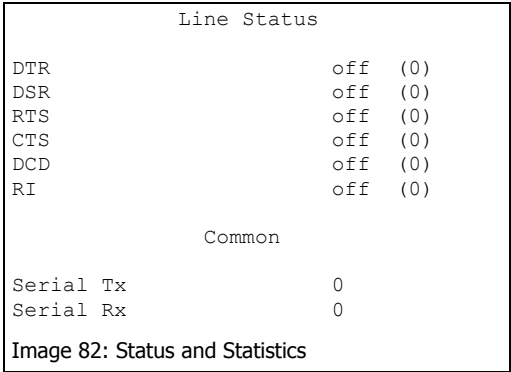 Line Status
DTR off (0)
DSR off (0)
RTS off (0)
CTS off (0)
DCD off (0)
RI off (0)
Common
Serial Tx 0
Serial Rx 0
Image 82: Status and Statistics